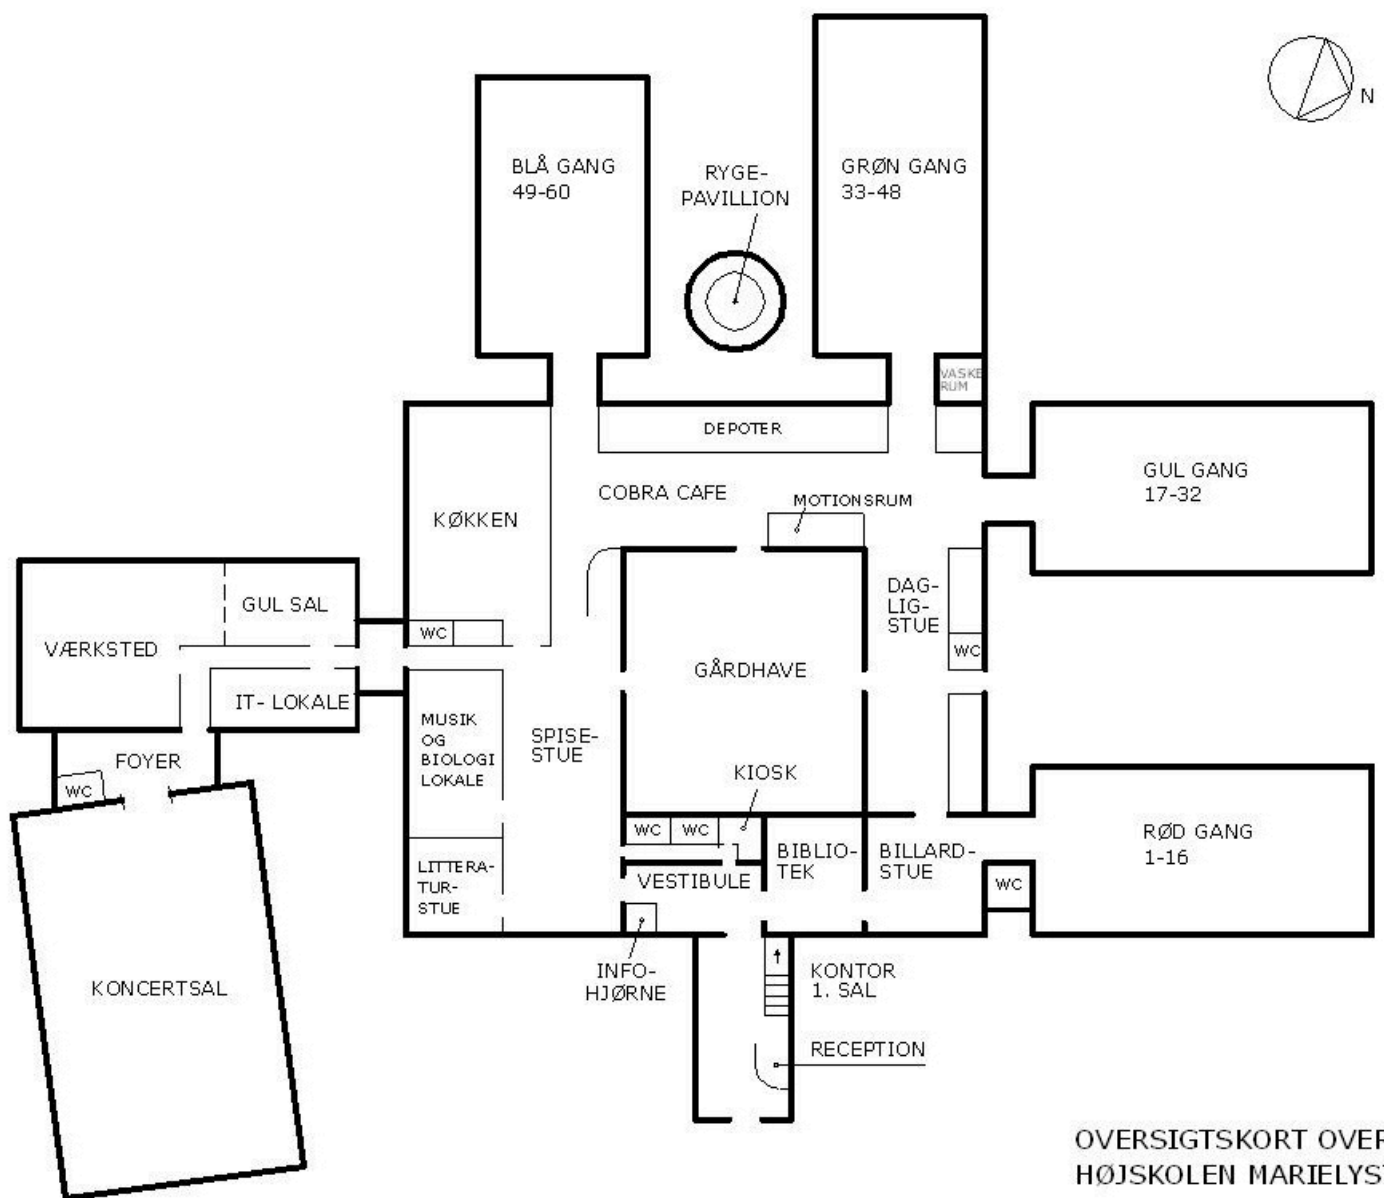 N
BLÅ GANG
49-60
RYGE-
PAVILLION
GRØN GANG
33-48
VASKE
RUM
DEPOTER
GUL GANG
17-32
COBRA CAFE
MOTIONSRUM
KØKKEN
GUL SAL
DAG-
LIG-
STUE
WC
VÆRKSTED
WC
GÅRDHAVE
IT- LOKALE
MUSIK
OG
BIOLOGI
LOKALE
SPISE-
STUE
FOYER
WC
KIOSK
WC
WC
BIBLIO-
TEK
BILLARD-
STUE
RØD GANG
1-16
LITTERA-
TUR-
STUE
VESTIBULE
WC
INFO-
HJØRNE
KONTOR
1. SAL
KONCERTSAL
RECEPTION
OVERSIGTSKORT OVER
HØJSKOLEN MARIELYST